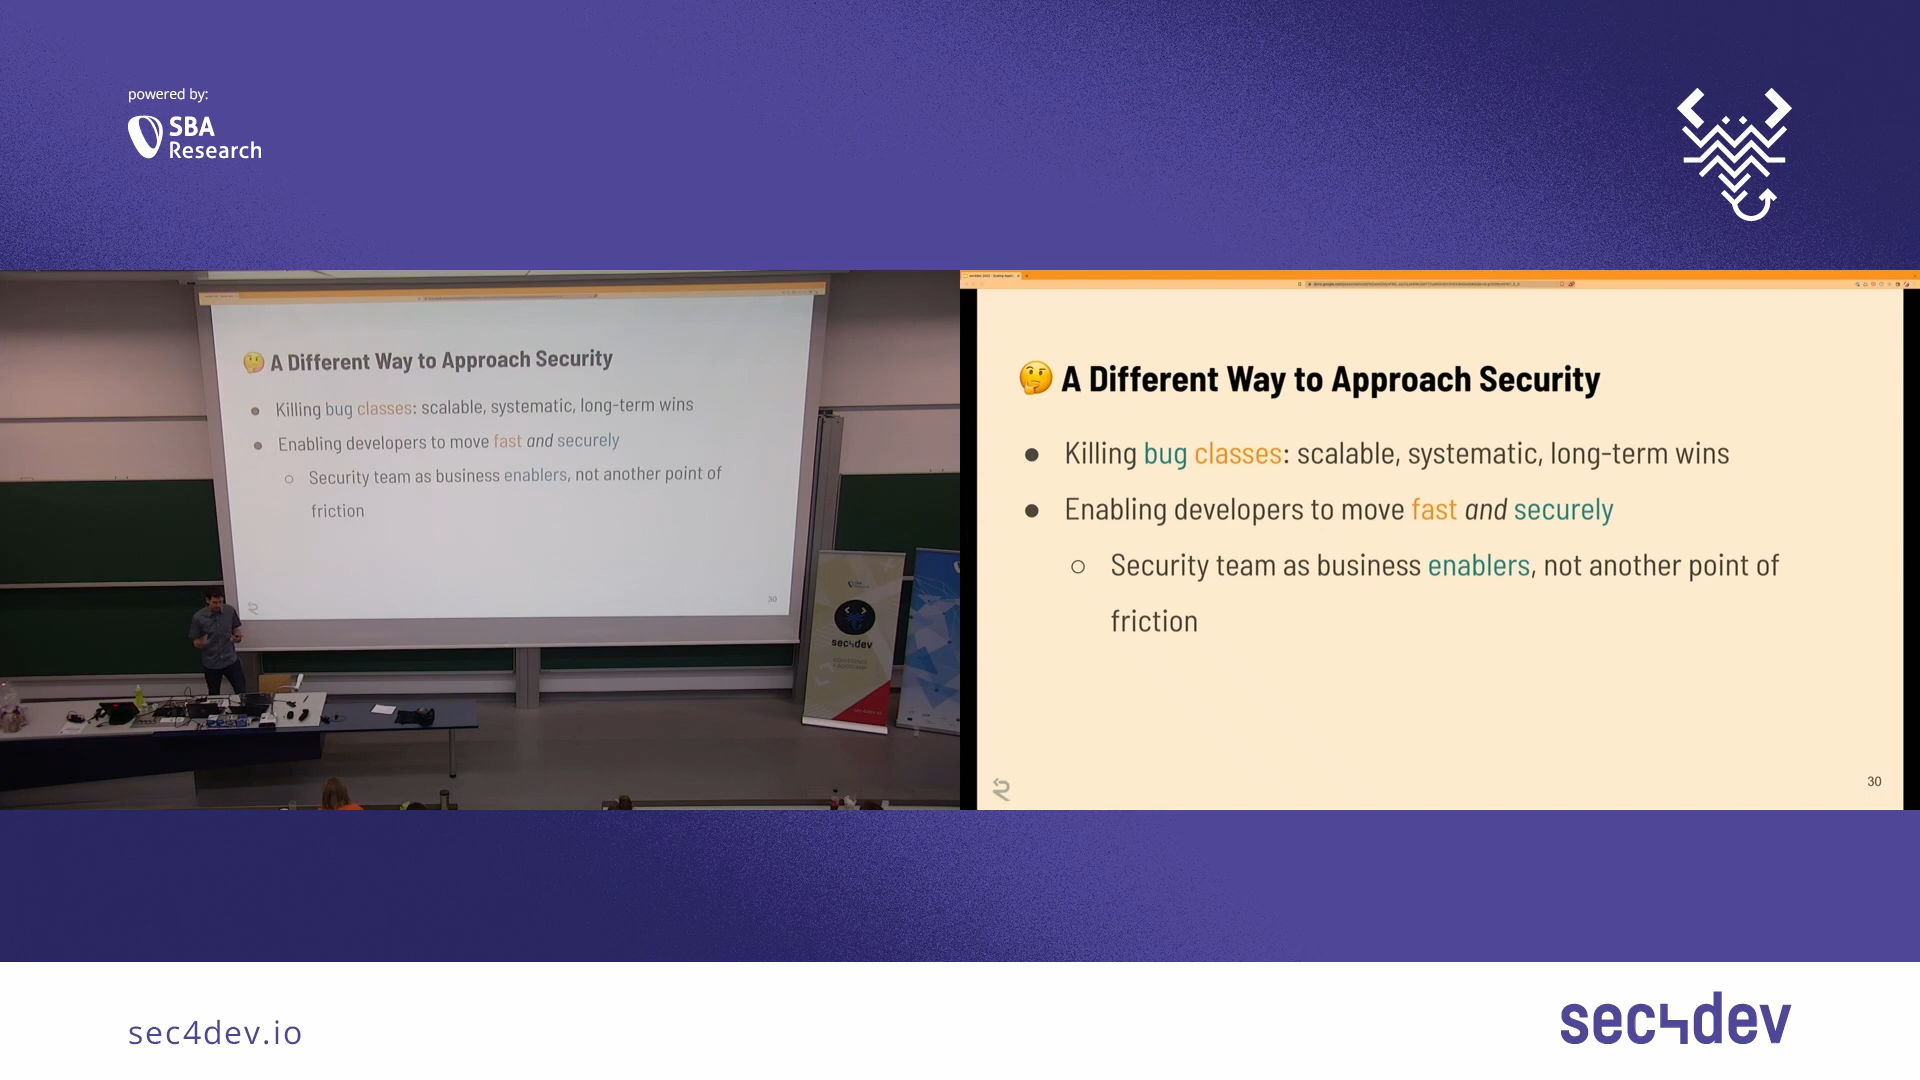 powered by:
SBA
Research
A Different Way to Approach Security
Killing bug classes: scalable, systematic, long-term wins
Enabling developers to move fast and securely
Security team as business enablers, not another point of
friction
30
sec4dev
A Different Way to Approach Security
Killing bug classes: scalable, systematic, long-term wins
Enabling developers to move fast and securely
Security team as business enablers, not another point of
friction
30
sec4dev.io
sec4dev